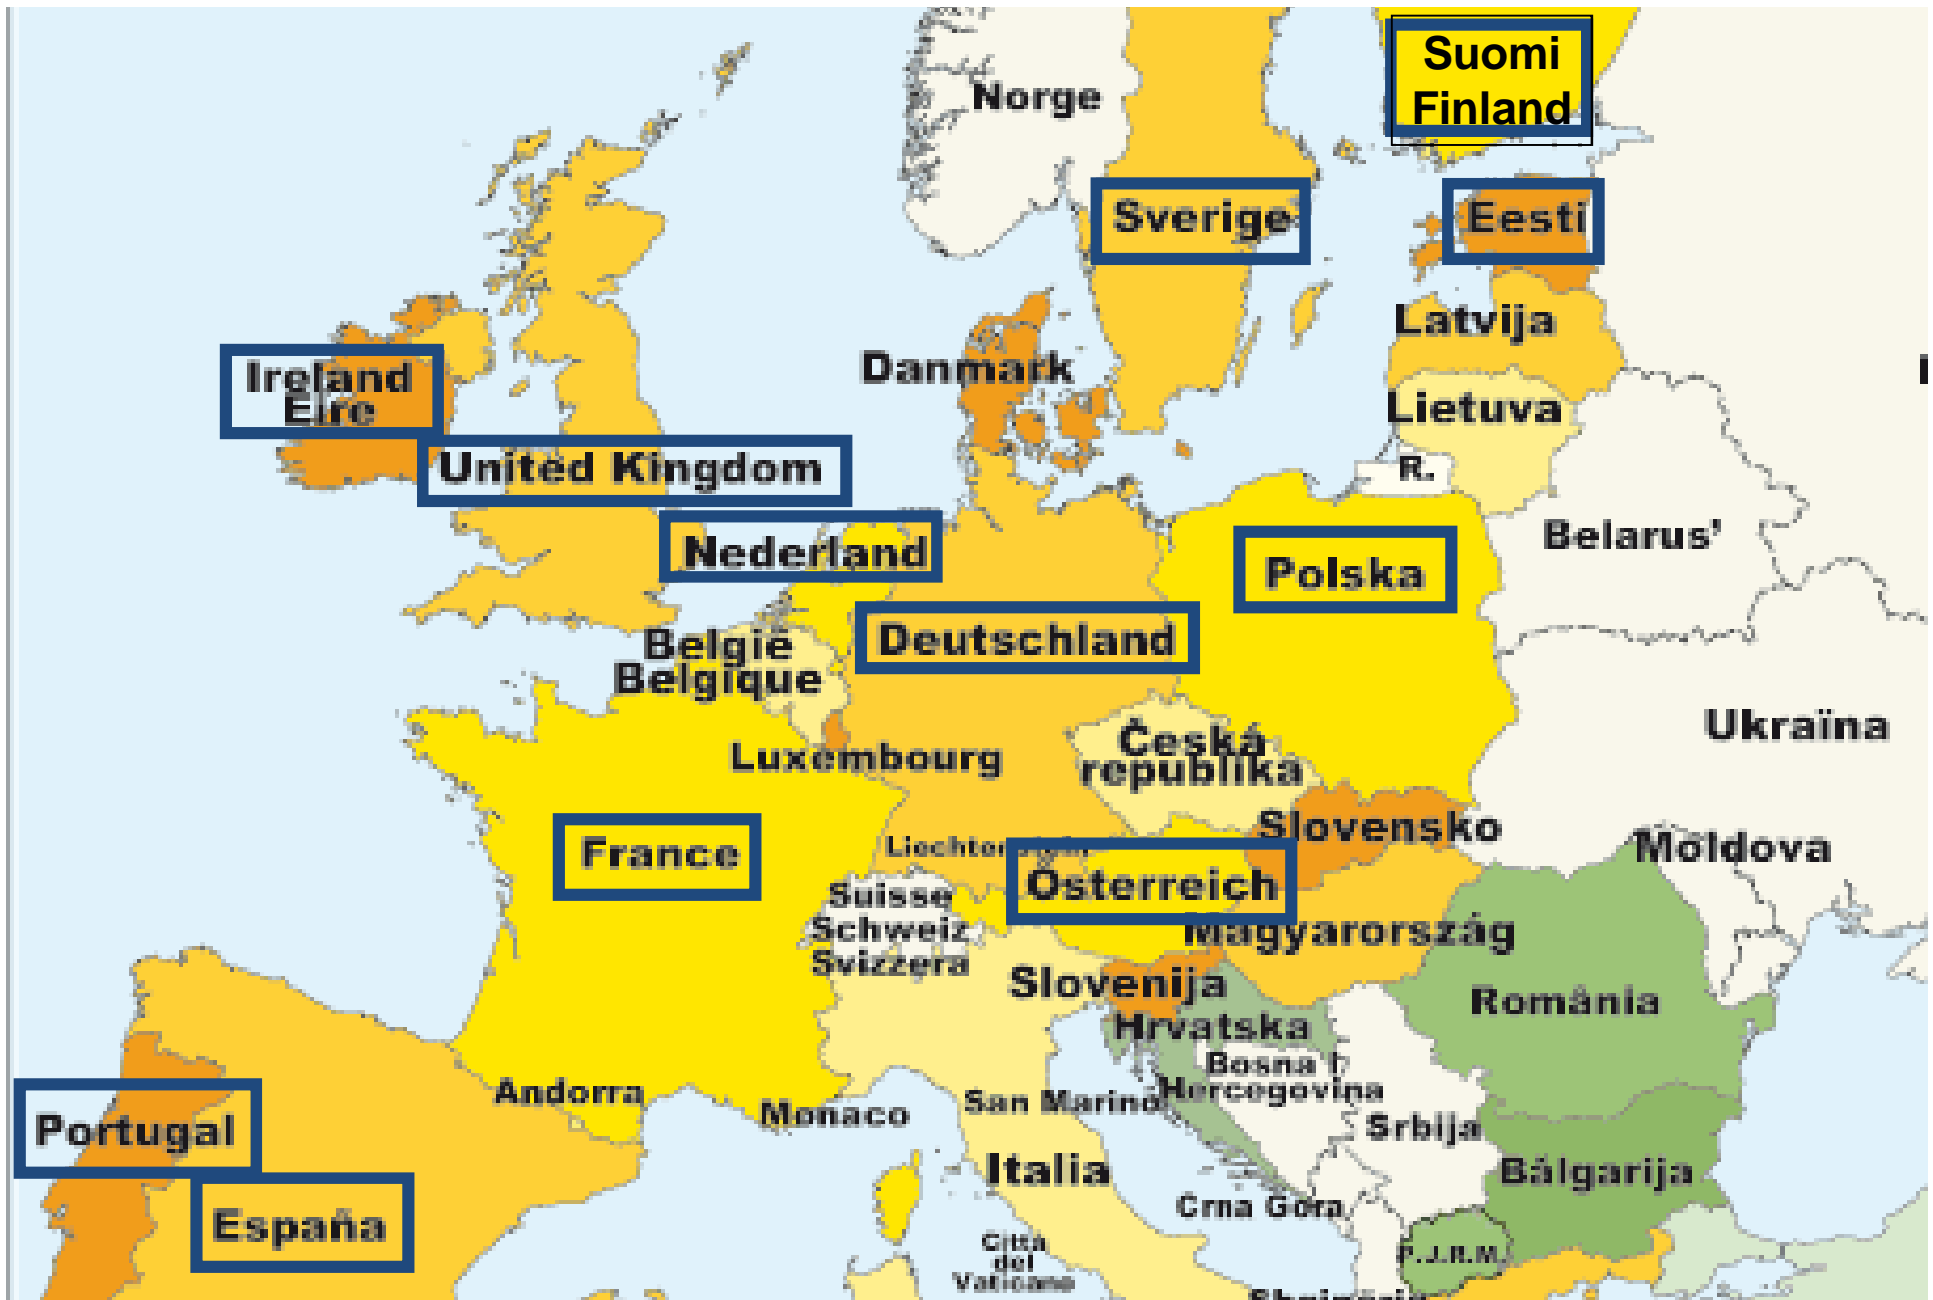 Suomi
Finland
Norge
Sverige
Eesti
Latvija
Danmark
Ireland
Éire
Lietuva
United Kingdom
R.
Belarus’
Nederland
Polska
België
Belgique
Deutschland
Ukraïna
Česká
republika
Luxembourg
Slovensko
France
Moldova
Österreich
Suisse
Schweiz
Svizzera
Magyarország
Slovenija
România
Hrvatska
Bosna i
Hercegovina
Andorra
Monaco
San Marino
Portugal
Srbija
Italia
Bălgarija
Crna Gora
España
Città
del
Vaticano
P.J.R.M.